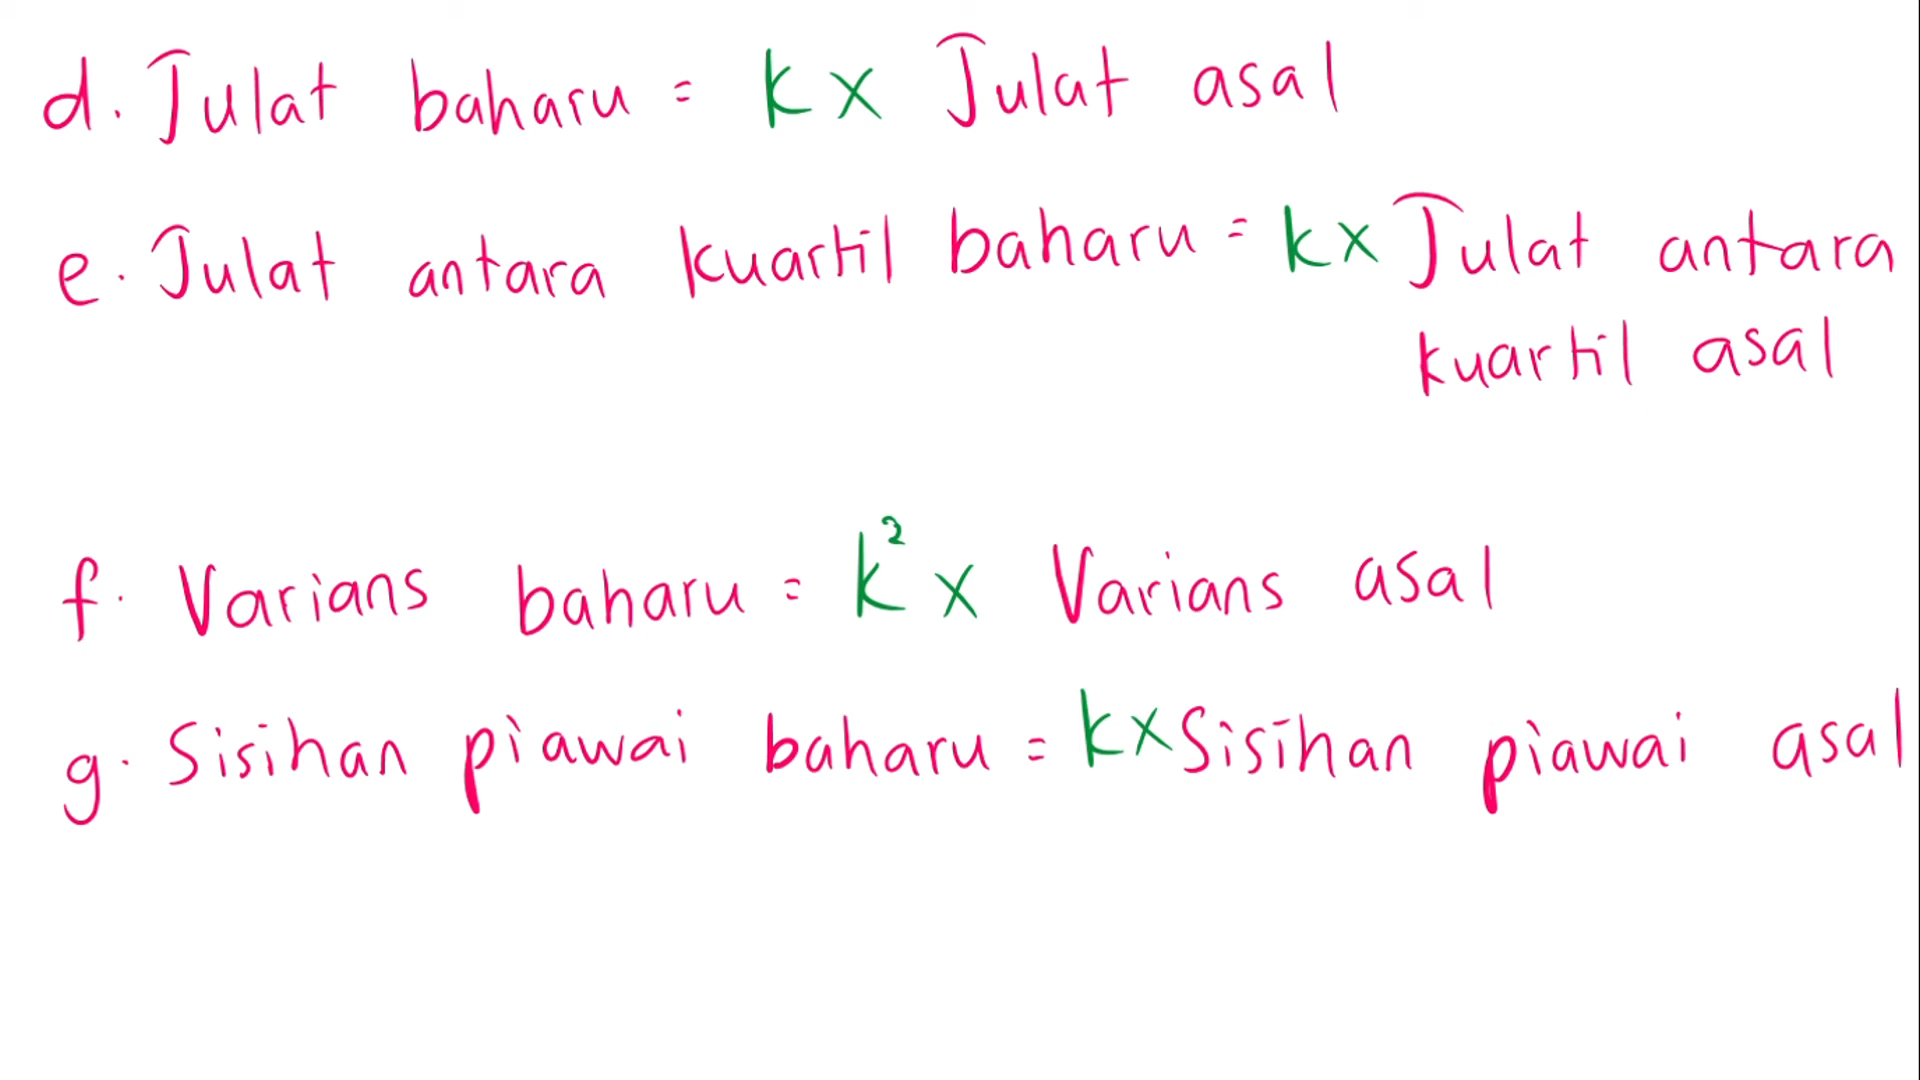 d. Julat baharu = k x Julat asal
e. Julat antara kuartil baharu = k x Julat antara
kuartil asal
f. Varians baharu = k² x Varians asal
g. Sisihan piawai baharu = k x Sisihan piawai asal